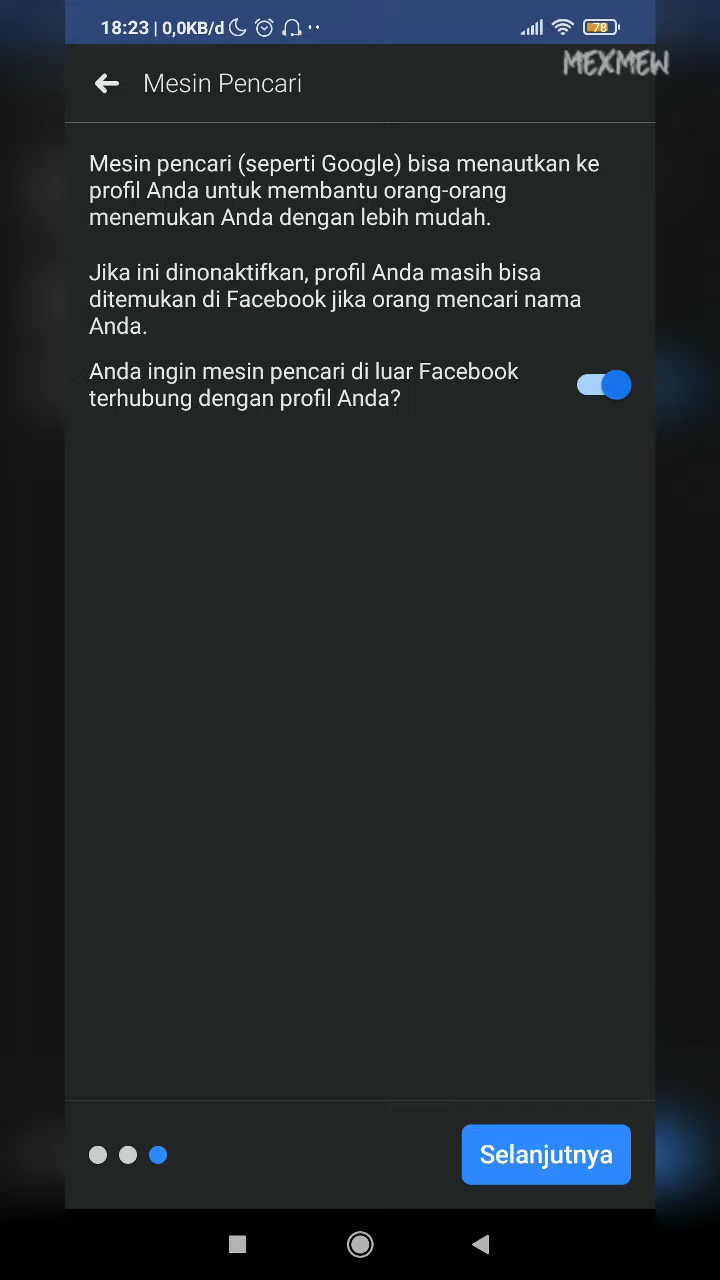 18:23 | 0,0KB/d
78
MEXMEW
Mesin Pencari
Mesin pencari (seperti Google) bisa menautkan ke
profil Anda untuk membantu orang-orang
menemukan Anda dengan lebih mudah.
Jika ini dinonaktifkan, profil Anda masih bisa
ditemukan di Facebook jika orang mencari nama
Anda.
Anda ingin mesin pencari di luar Facebook
terhubung dengan profil Anda?
Selanjutnya